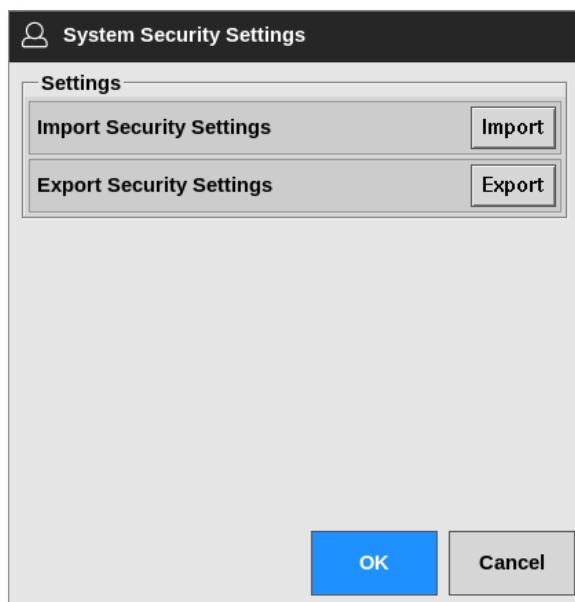 System Security Settings
Settings
Import Security Settings Import
Export Security Settings Export
OK Cancel